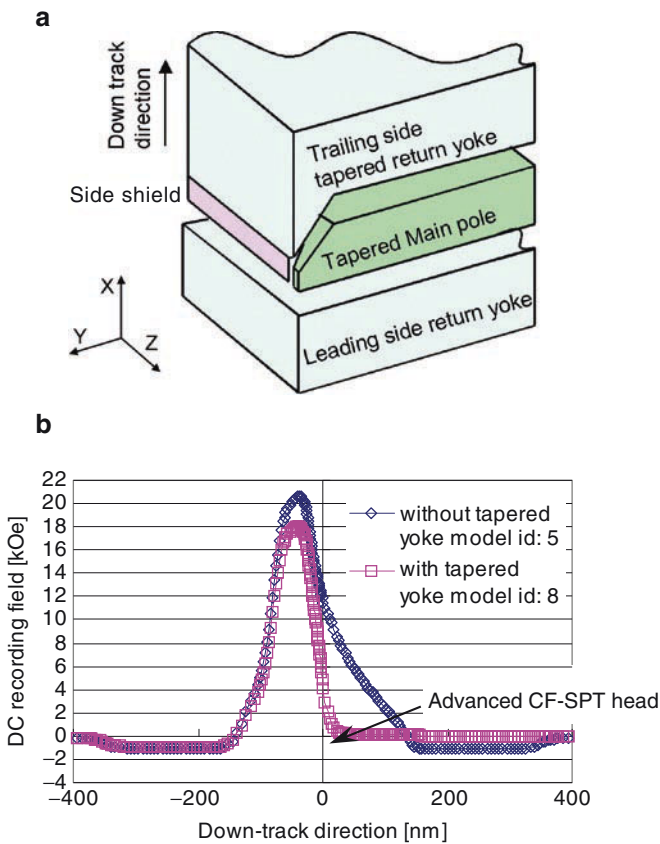 a
Down track
direction
Trailing side
tapered return yoke
Side shield
Tapered Main pole
X
Y
Z
Leading side return yoke
b
22
20
18
16
14
12
10
8
6
4
2
0
−2
−4
DC recording field [kOe]
without tapered
yoke model id: 5
with tapered
yoke model id: 8
Advanced CF-SPT head
−400
−200
0
200
400
Down-track direction [nm]